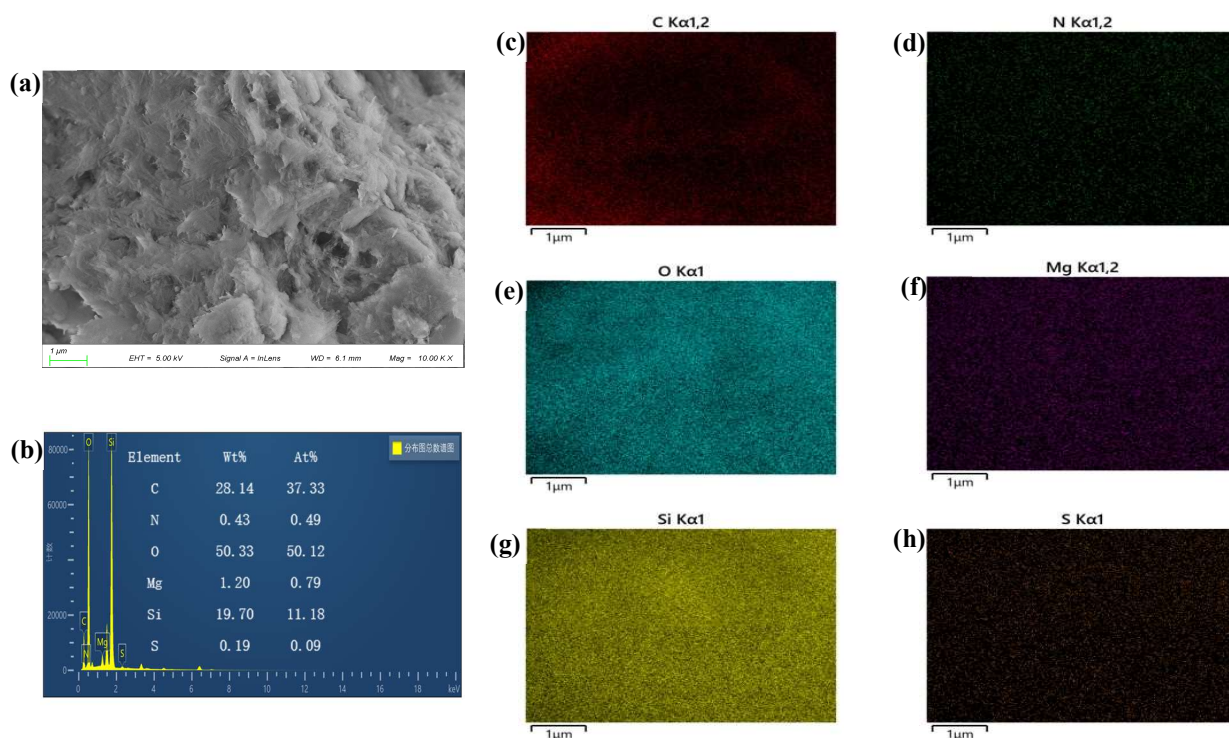 (a)
1 µm
EHT = 5.00 kV
Signal A = InLens
WD = 6.1 mm
Mag = 10.00 K X
(b)
80000
60000
20000
0
O
Si
C
N
Mg
S
Element Wt% At%
C 28.14 37.33
N 0.43 0.49
O 50.33 50.12
Mg 1.20 0.79
Si 19.70 11.18
S 0.19 0.09
分布图总数谱图
0 2 4 6 8 10 12 14 16 18 keV
(c)
C Kα1,2
1µm
(d)
N Kα1,2
1µm
(e)
O Kα1
1µm
(f)
Mg Kα1,2
1µm
(g)
Si Kα1
1µm
(h)
S Kα1
1µm